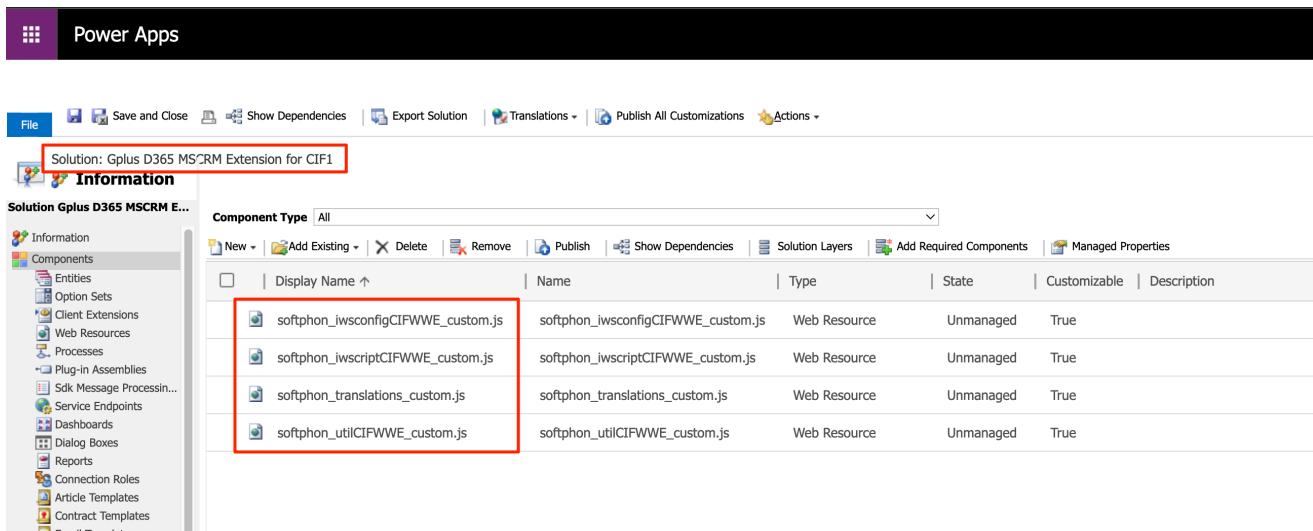 Power Apps
File
Save and Close Show Dependencies Export Solution Translations Publish All Customizations Actions
Solution: Gplus D365 MSCRM Extension for CIF1
Information
Solution Gplus D365 MSCRM E...
Component Type All
Information
New Add Existing Delete Remove Publish Show Dependencies Solution Layers Add Required Components Managed Properties
Components
Entities
Display Name ↑ Name Type State Customizable Description
Option Sets
Client Extensions
softphon_iwsconfigCIFWWE_custom.js softphon_iwsconfigCIFWWE_custom.js Web Resource Unmanaged True
Web Resources
Processes
softphon_iwscriptCIFWWE_custom.js softphon_iwscriptCIFWWE_custom.js Web Resource Unmanaged True
Plug-in Assemblies
Sdk Message Processin...
softphon_translations_custom.js softphon_translations_custom.js Web Resource Unmanaged True
Service Endpoints
Dashboards
softphon_utilCIFWWE_custom.js softphon_utilCIFWWE_custom.js Web Resource Unmanaged True
Dialog Boxes
Reports
Connection Roles
Article Templates
Contract Templates